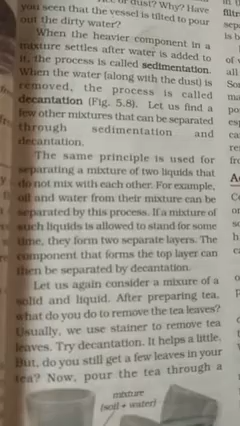 of dust? Why? Have
you seen that the vessel is tilted to pour
out the dirty water?
When the heavier component in a
mixture settles after water is added to
it, the process is called sedimentation.
When the water (along with the dust) is
removed, the process is called
decantation (Fig. 5.8). Let us find a
few other mixtures that can be separated
through sedimentation and
decantation.
The same principle is used for
separating a mixture of two liquids that
do not mix with each other. For example,
oil and water from their mixture can be
separated by this process. If a mixture of
such liquids is allowed to stand for some
time, they form two separate layers. The
component that forms the top layer can
then be separated by decantation.
Let us again consider a mixure of a
solid and liquid. After preparing tea,
what do you do to remove the tea leaves?
Usually, we use stainer to remove tea
leaves. Try decantation. It helps a little.
But, do you still get a few leaves in your
tea? Now, pour the tea through a
mixture
(soil + water)